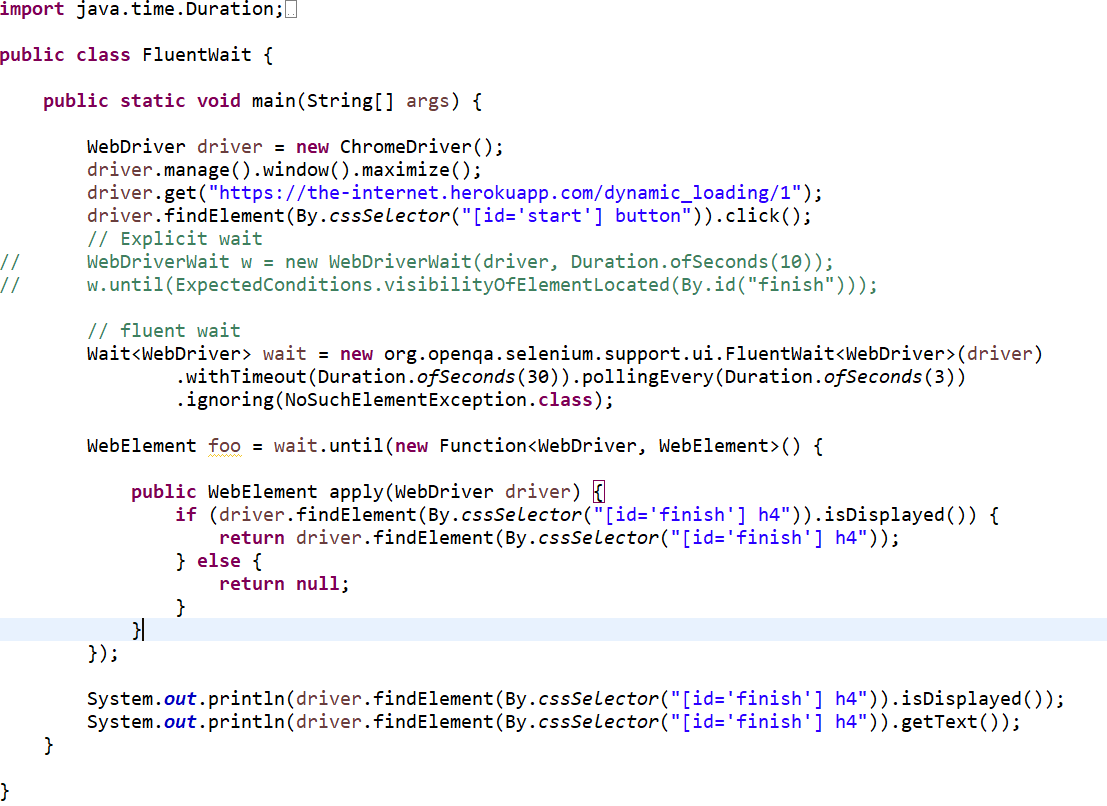 import java.time.Duration;
public class FluentWait {
public static void main(String[] args) {
WebDriver driver = new ChromeDriver();
driver.manage().window().maximize();
driver.get("https://the-internet.herokuapp.com/dynamic_loading/1");
driver.findElement(By.cssSelector("[id='start'] button")).click();
// Explicit wait
// WebDriverWait w = new WebDriverWait(driver, Duration.ofSeconds(10));
// w.until(ExpectedConditions.visibilityOfElementLocated(By.id("finish")));
// fluent wait
Wait<WebDriver> wait = new org.openqa.selenium.support.ui.FluentWait<WebDriver>(driver)
.withTimeout(Duration.ofSeconds(30)).pollingEvery(Duration.ofSeconds(3))
.ignoring(NoSuchElementException.class);
WebElement foo = wait.until(new Function<WebDriver, WebElement>() {
public WebElement apply(WebDriver driver) {
if (driver.findElement(By.cssSelector("[id='finish'] h4")).isDisplayed()) {
return driver.findElement(By.cssSelector("[id='finish'] h4"));
} else {
return null;
}
}
});
System.out.println(driver.findElement(By.cssSelector("[id='finish'] h4")).isDisplayed());
System.out.println(driver.findElement(By.cssSelector("[id='finish'] h4")).getText());
}
}